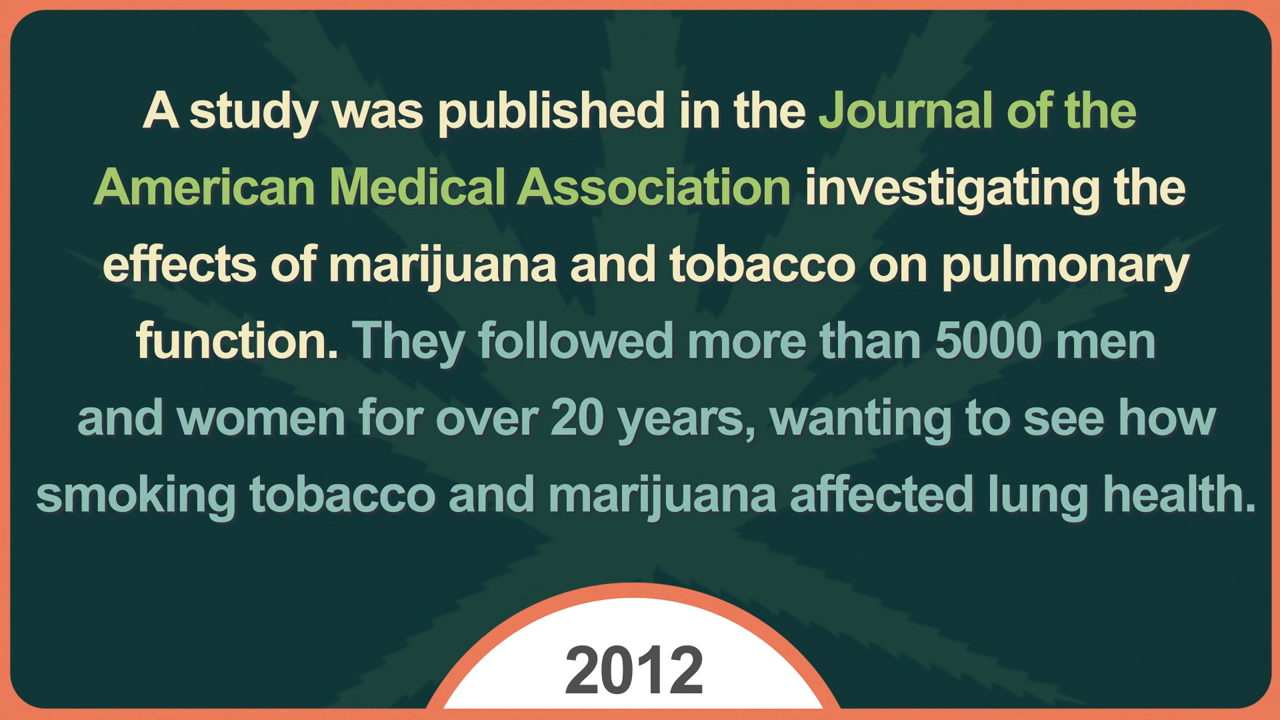 A study was published in the Journal of the
American Medical Association investigating the
effects of marijuana and tobacco on pulmonary
function. They followed more than 5000 men
and women for over 20 years, wanting to see how
smoking tobacco and marijuana affected lung health.
2012